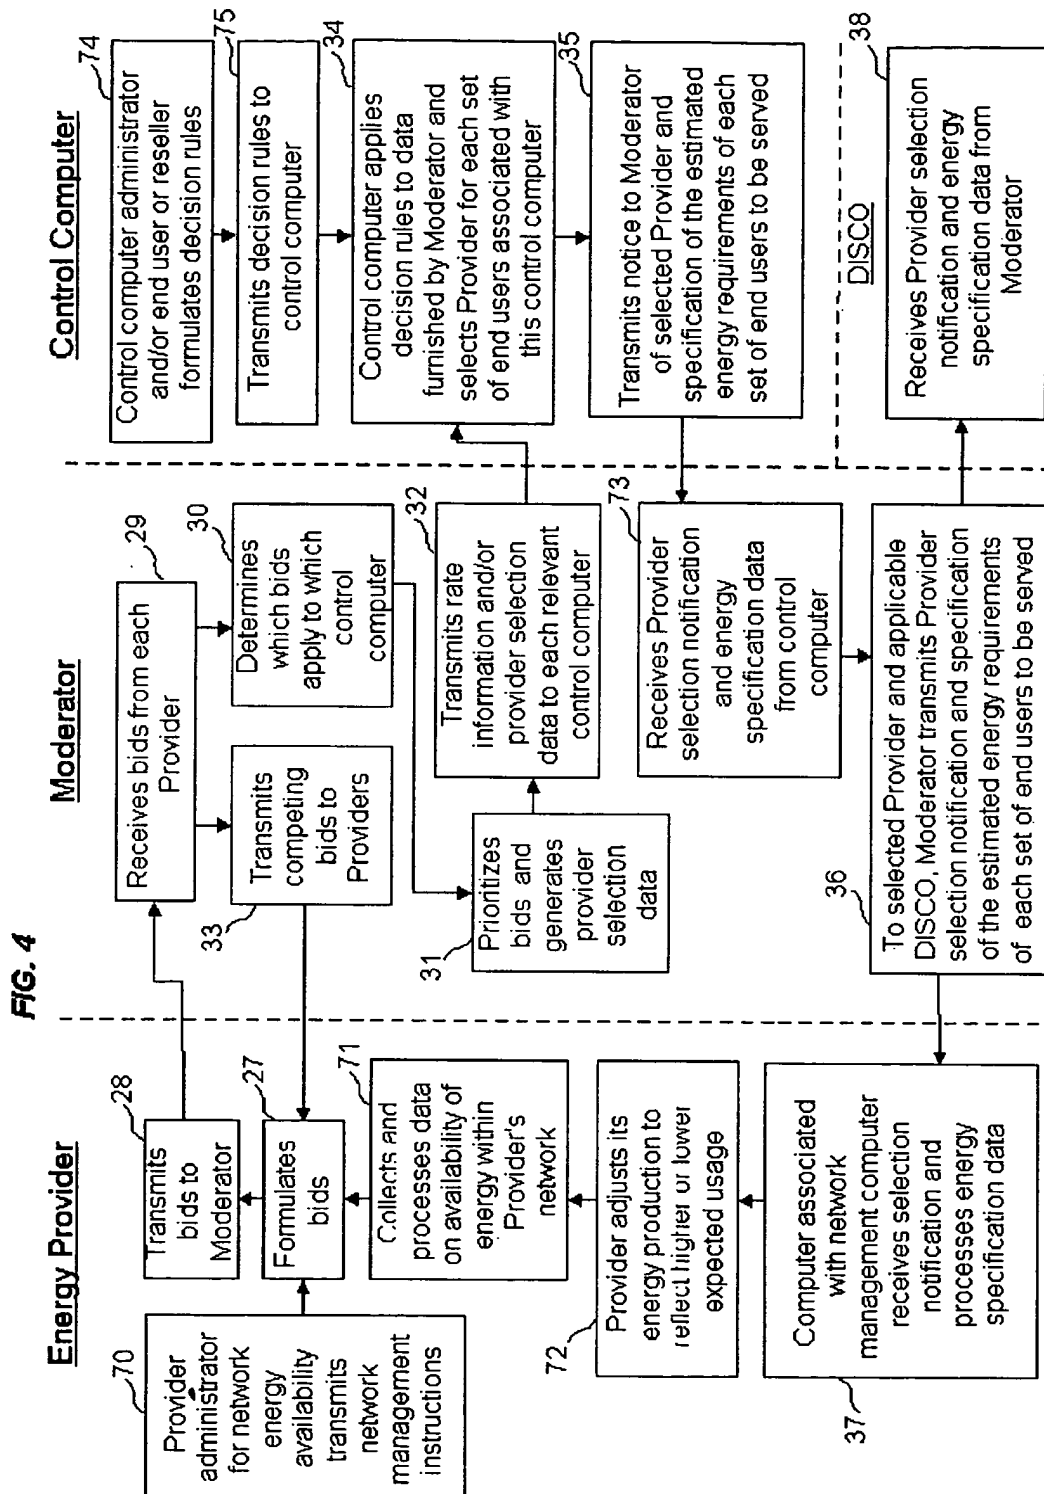 FIG. 4
Energy Provider
70
Provider
administrator
for network
energy
availability
transmits
network
management
instructions
28
Transmits
bids to
Moderator
27
Formulates
bids
71
Collects and
processes data
on availability of
energy within
Provider's
network
72
Provider adjusts its
energy production to
reflect higher or lower
expected usage
37
Computer associated
with network
management computer
receives selection
notification and
processes energy
specification data
Moderator
29
Receives bids from each
Provider
33
Transmits
competing
bids to
Providers
30
Determines
which bids
apply to which
control
computer
31
Prioritizes
bids and
generates
provider
selection
data
32
Transmits rate
information and/or
provider selection
data to each relevant
control computer
73
Receives Provider
selection notification
and energy
specification data
from control
computer
36
To selected Provider and applicable
DISCO, Moderator transmits Provider
selection notification and specification
of the estimated energy requirements
of each set of end users to be served
Control Computer
74
Control computer administrator
and/or end user or reseller
formulates decision rules
75
Transmits decision rules to
control computer
34
Control computer applies
decision rules to data
furnished by Moderator and
selects Provider for each set
of end users associated with
this control computer
35
Transmits notice to Moderator
of selected Provider and
specification of the estimated
energy requirements of each
set of end users to be served
DISCO
38
Receives Provider selection
notification and energy
specification data from
Moderator